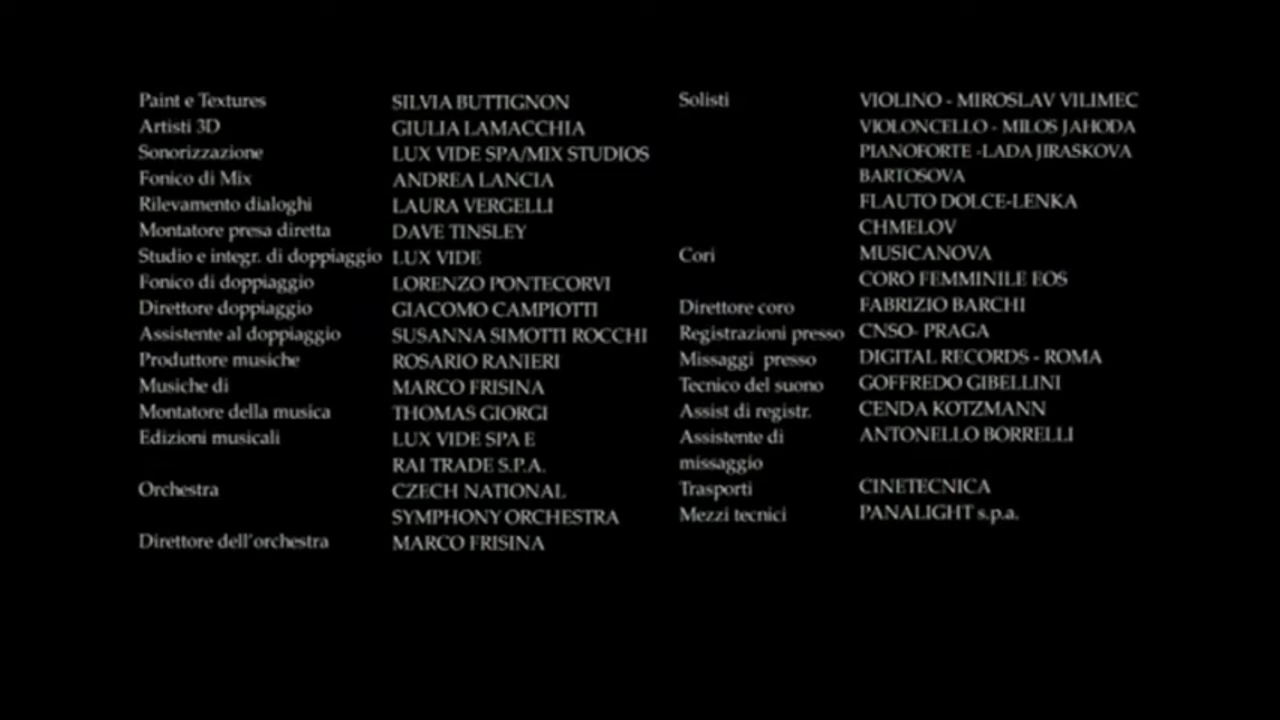 Paint e Textures SILVIA BUTTIGNON
Artisti 3D GIULIA LAMACCHIA
Sonorizzazione LUX VIDE SPA/MIX STUDIOS
Fonico di Mix ANDREA LANCIA
Rilevamento dialoghi LAURA VERGELLI
Montatore presa diretta DAVE TINSLEY
Studio e integr. di doppiaggio LUX VIDE
Fonico di doppiaggio LORENZO PONTECORVI
Direttore doppiaggio GIACOMO CAMPIOTTI
Assistente al doppiaggio SUSANNA SIMOTTI ROCCHI
Produttore musiche ROSARIO RANIERI
Musiche di MARCO FRISINA
Montatore della musica THOMAS GIORGI
Edizioni musicali LUX VIDE SPA E
RAI TRADE S.P.A.
Orchestra CZECH NATIONAL
SYMPHONY ORCHESTRA
Direttore dell'orchestra MARCO FRISINA
Solisti VIOLINO - MIROSLAV VILIMEC
VIOLONCELLO - MILOS JAHODA
PIANOFORTE -LADA JIRASKOVA
BARTOSOVA
FLAUTO DOLCE-LENKA
CHMELOV
Cori MUSICANOVA
CORO FEMMINILE EOS
Direttore coro FABRIZIO BARCHI
Registrazioni presso CNSO- PRAGA
Missaggi presso DIGITAL RECORDS - ROMA
Tecnico del suono GOFFREDO GIBELLINI
Assist di registr. CENDA KOTZMANN
Assistente di ANTONELLO BORRELLI
missaggio
Trasporti CINETECNICA
Mezzi tecnici PANALIGHT s.p.a.